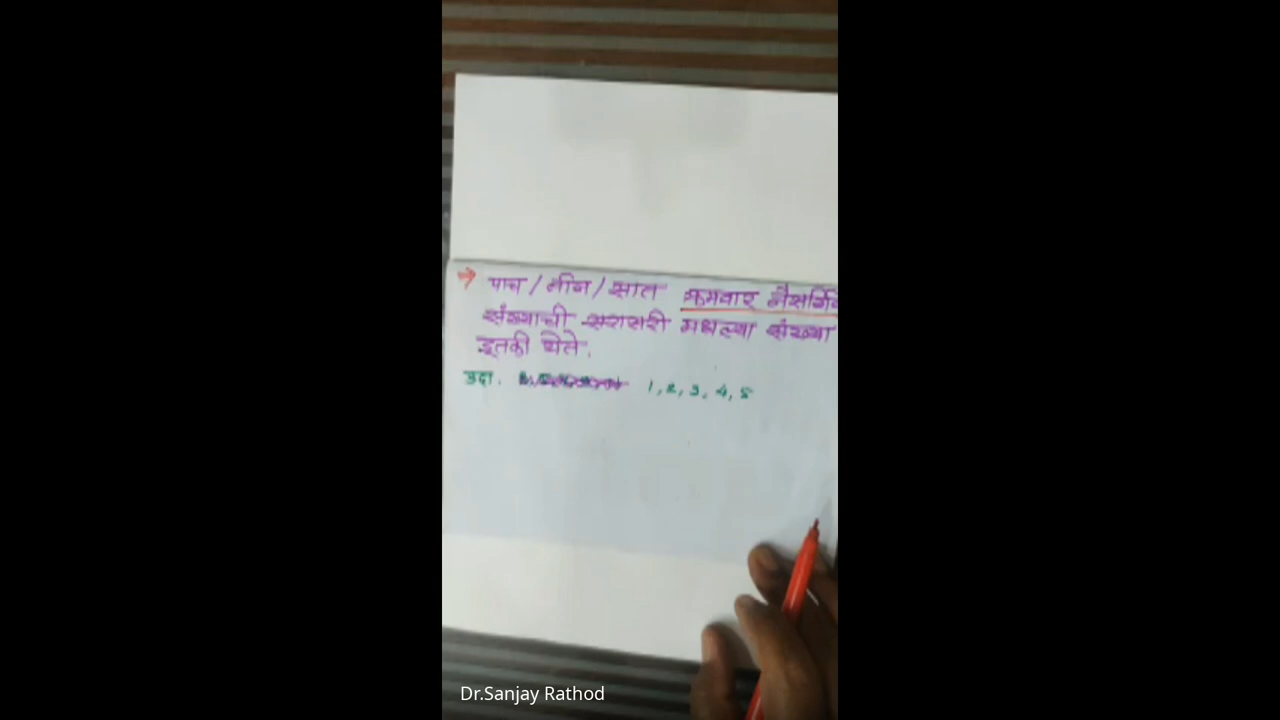 → पाच / तीन / सात क्रमवार नैसर्गिक
संख्याची सरासरी मधल्या संख्या
इतकी येते.
उदा. 1, 2, 3, 4, 5
Dr.Sanjay Rathod